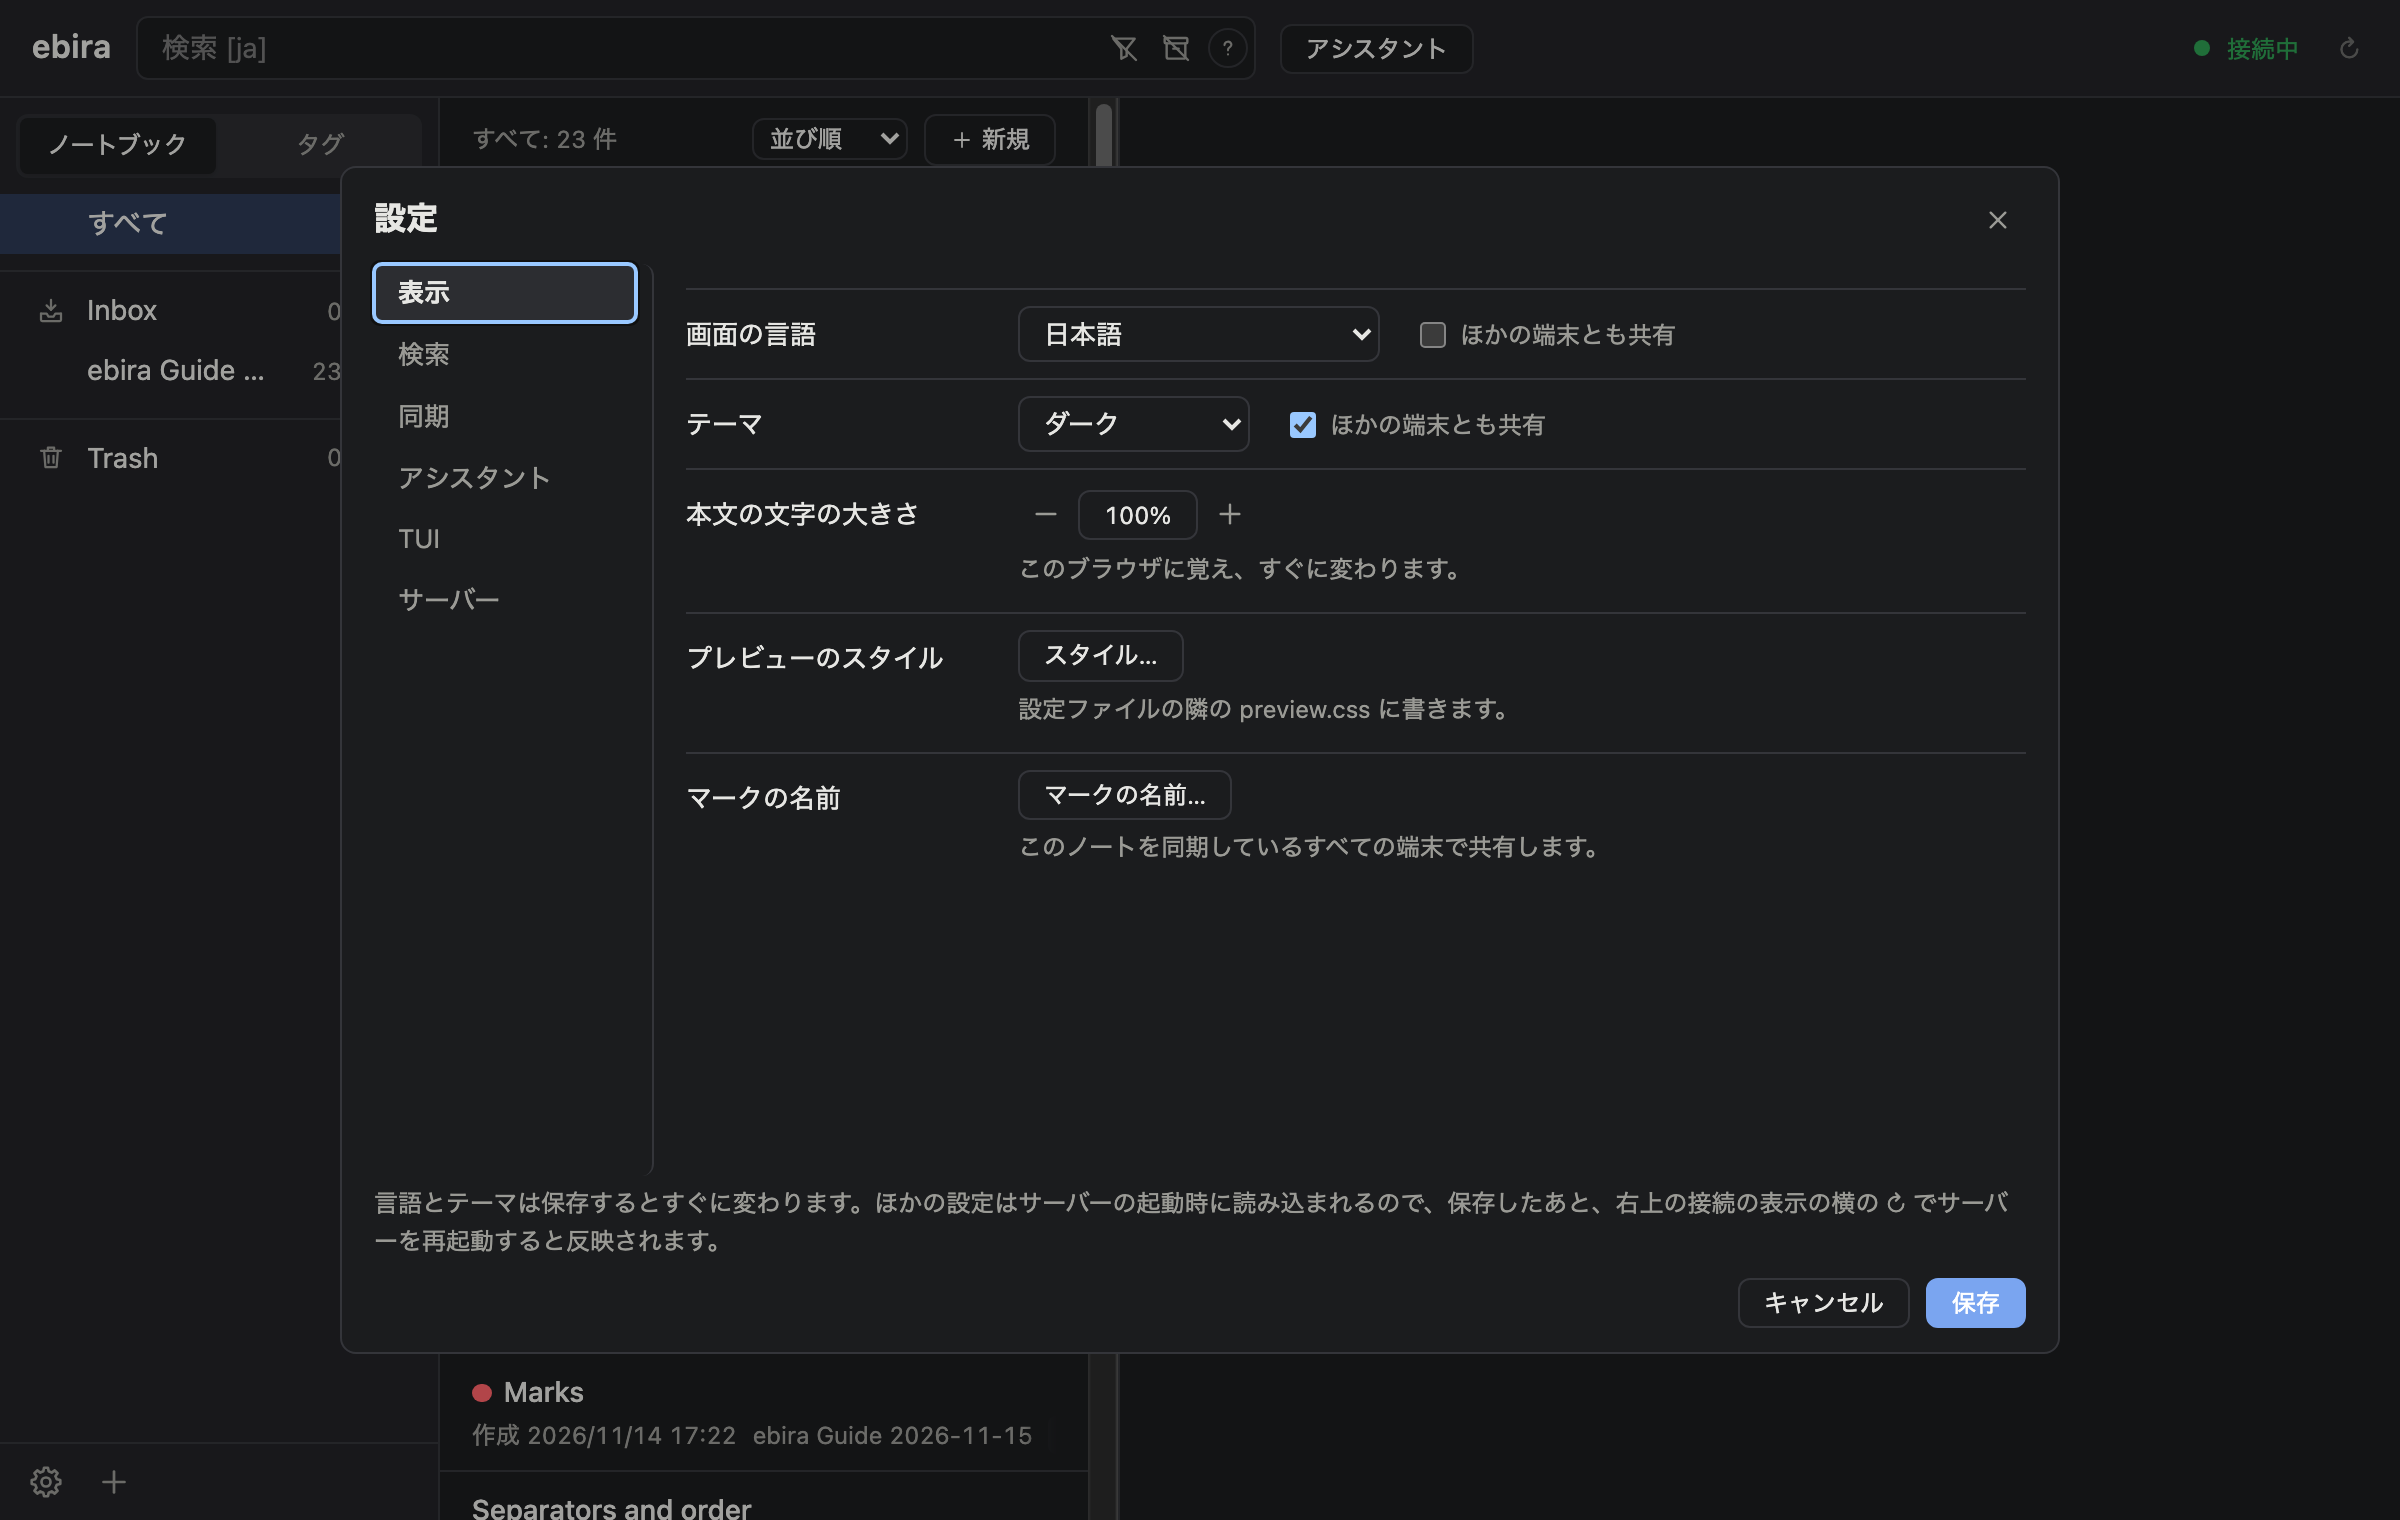 ebira
検索 [ja]
?
アシスタント
接続中
ノートブック
タグ
すべて: 23 件
並び順
+ 新規
すべて
Inbox 0
ebira Guide ... 23
Trash 0
設定
表示
検索
同期
アシスタント
TUI
サーバー
画面の言語
日本語
ほかの端末とも共有
テーマ
ダーク
ほかの端末とも共有
本文の文字の大きさ
− 100% +
このブラウザに覚え、すぐに変わります。
プレビューのスタイル
スタイル...
設定ファイルの隣の preview.css に書きます。
マークの名前
マークの名前...
このノートを同期しているすべての端末で共有します。
言語とテーマは保存するとすぐに変わります。ほかの設定はサーバーの起動時に読み込まれるので、保存したあと、右上の接続の表示の横の ↻ でサーバ
ーを再起動すると反映されます。
キャンセル
保存
Marks
作成 2026/11/14 17:22 ebira Guide 2026-11-15
Separators and order